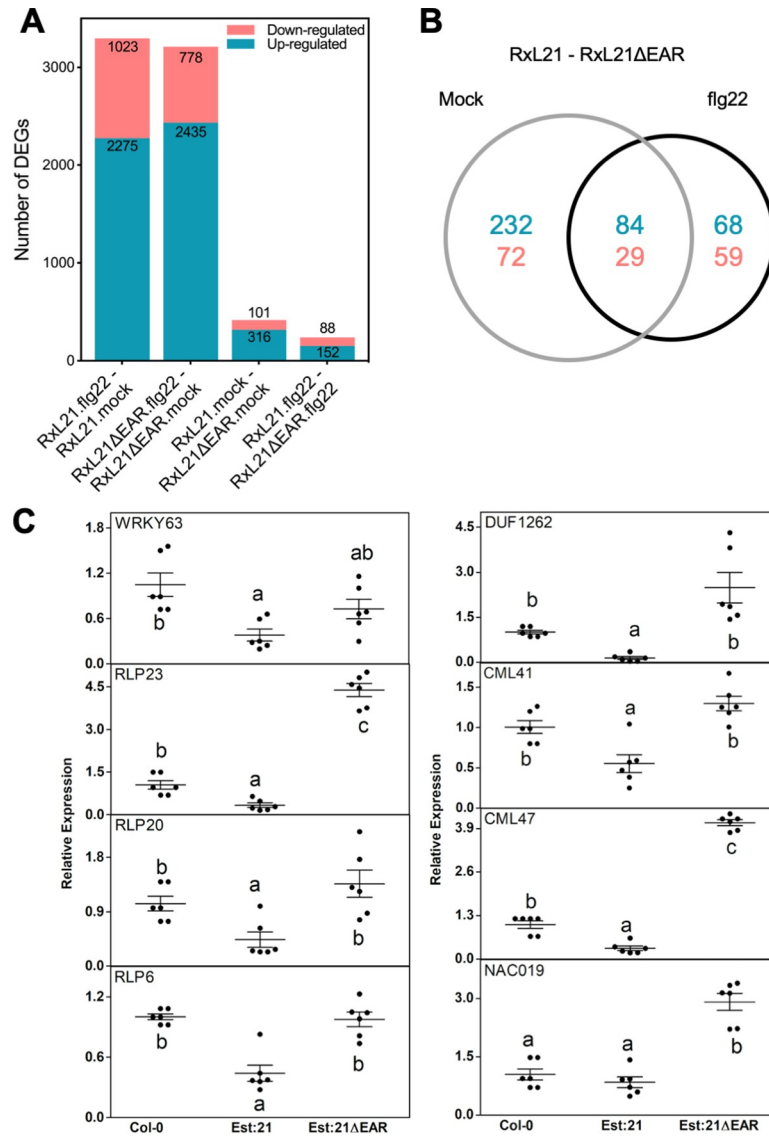 A
Down-regulated
Up-regulated
Number of DEGs
3000
2000
1000
0
1023
2275
778
2435
101
316
88
152
RxL21.flg22 -
RxL21.mock
RxL21ΔEAR.flg22 -
RxL21ΔEAR.mock
RxL21.mock -
RxL21ΔEAR.mock
RxL21.flg22 -
RxL21ΔEAR.flg22
B
RxL21 - RxL21ΔEAR
Mock
flg22
232 84 68
72 29 59
C
Relative Expression
WRKY63
1.8
1.2
0.6
0.0
b
a
ab
RLP23
4.5
3.0
1.5
0.0
b
a
c
RLP20
1.8
0.9
0.0
b
a
b
RLP6
1.2
0.6
0.0
b
a
b
Col-0 Est:21 Est:21ΔEAR
Relative Expression
DUF1262
4.5
3.0
1.5
0.0
b
a
b
CML41
1.5
1.0
0.5
0.0
b
a
b
CML47
3.9
2.6
1.3
0.0
b
a
c
NAC019
3.0
1.5
0.0
a
a
b
Col-0 Est:21 Est:21ΔEAR